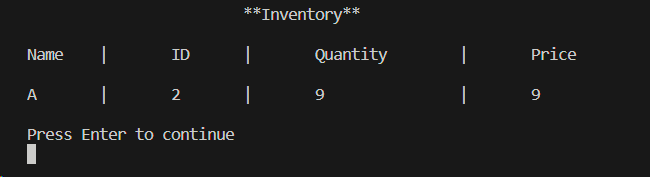 **Inventory**
Name | ID | Quantity | Price
A | 2 | 9 | 9
Press Enter to continue